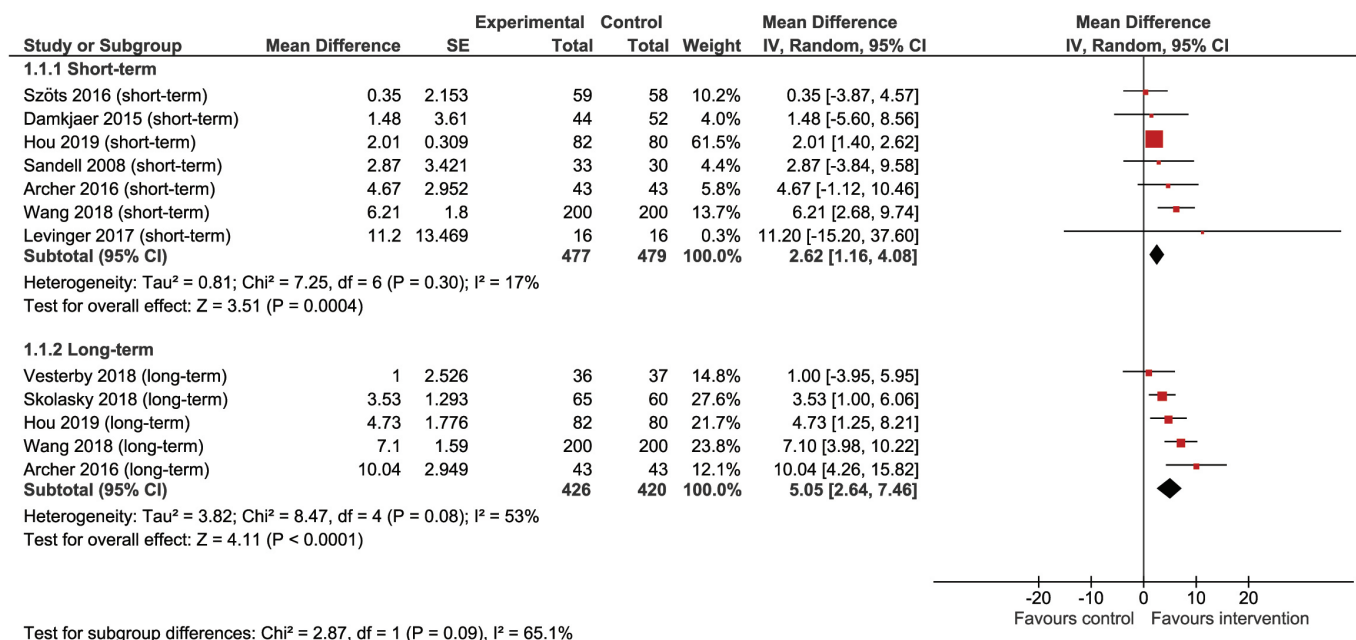 Experimental Control Mean Difference Mean Difference
Study or Subgroup Mean Difference SE Total Total Weight IV, Random, 95% CI IV, Random, 95% CI
1.1.1 Short-term
Szöts 2016 (short-term) 0.35 2.153 59 58 10.2% 0.35 [-3.87, 4.57]
Damkjaer 2015 (short-term) 1.48 3.61 44 52 4.0% 1.48 [-5.60, 8.56]
Hou 2019 (short-term) 2.01 0.309 82 80 61.5% 2.01 [1.40, 2.62]
Sandell 2008 (short-term) 2.87 3.421 33 30 4.4% 2.87 [-3.84, 9.58]
Archer 2016 (short-term) 4.67 2.952 43 43 5.8% 4.67 [-1.12, 10.46]
Wang 2018 (short-term) 6.21 1.8 200 200 13.7% 6.21 [2.68, 9.74]
Levinger 2017 (short-term) 11.2 13.469 16 16 0.3% 11.20 [-15.20, 37.60]
Subtotal (95% CI) 477 479 100.0% 2.62 [1.16, 4.08]
Heterogeneity: Tau² = 0.81; Chi² = 7.25, df = 6 (P = 0.30); I² = 17%
Test for overall effect: Z = 3.51 (P = 0.0004)
1.1.2 Long-term
Vesterby 2018 (long-term) 1 2.526 36 37 14.8% 1.00 [-3.95, 5.95]
Skolasky 2018 (long-term) 3.53 1.293 65 60 27.6% 3.53 [1.00, 6.06]
Hou 2019 (long-term) 4.73 1.776 82 80 21.7% 4.73 [1.25, 8.21]
Wang 2018 (long-term) 7.1 1.59 200 200 23.8% 7.10 [3.98, 10.22]
Archer 2016 (long-term) 10.04 2.949 43 43 12.1% 10.04 [4.26, 15.82]
Subtotal (95% CI) 426 420 100.0% 5.05 [2.64, 7.46]
Heterogeneity: Tau² = 3.82; Chi² = 8.47, df = 4 (P = 0.08); I² = 53%
Test for overall effect: Z = 4.11 (P < 0.0001)
-20 -10 0 10 20
Favours control Favours intervention
Test for subgroup differences: Chi² = 2.87, df = 1 (P = 0.09), I² = 65.1%